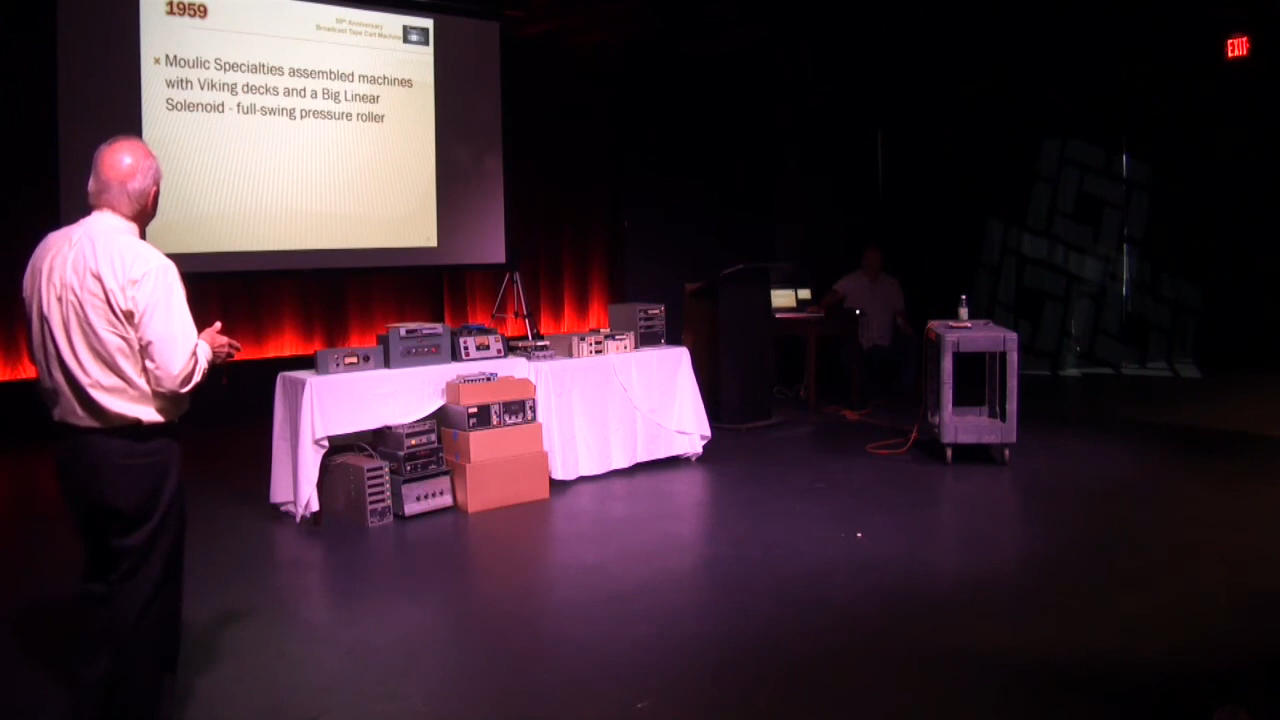 1959
50th Anniversary
Broadcast Tape Cart Machine
× Moulic Specialties assembled machines
with Viking decks and a Big Linear
Solenoid - full-swing pressure roller
EXIT